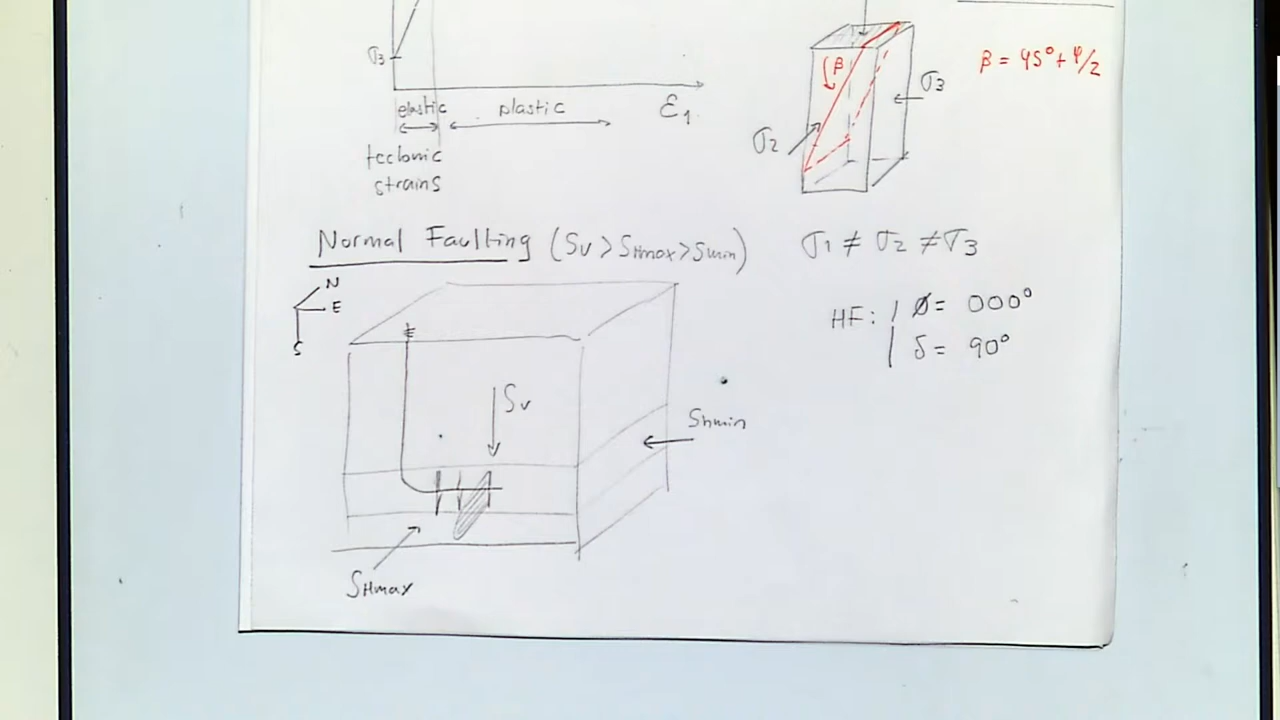 σ3
elastic
plastic
ε1
tectonic
strains
β
σ2
σ3
β = 45° + φ/2
Normal Faulting (Sv > SHmax > Smin)
σ1 ≠ σ2 ≠ σ3
N
E
S
HF: ø = 000°
δ = 90°
Sv
Shmin
SHmax